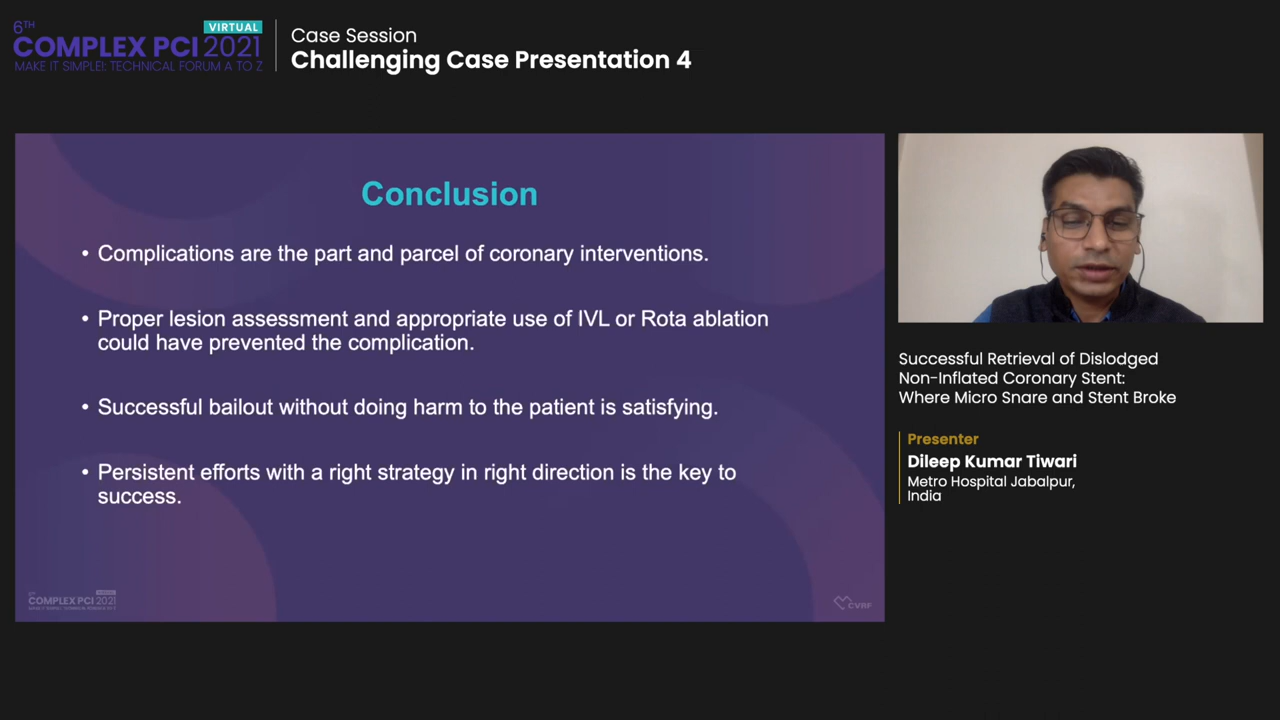 6TH
VIRTUAL
COMPLEX PCI 2021
MAKE IT SIMPLE!: TECHNICAL FORUM A TO Z
Case Session
Challenging Case Presentation 4
Conclusion
• Complications are the part and parcel of coronary interventions.
• Proper lesion assessment and appropriate use of IVL or Rota ablation
could have prevented the complication.
• Successful bailout without doing harm to the patient is satisfying.
• Persistent efforts with a right strategy in right direction is the key to
success.
COMPLEX PCI 2021
CVRF
Successful Retrieval of Dislodged
Non-Inflated Coronary Stent:
Where Micro Snare and Stent Broke
Presenter
Dileep Kumar Tiwari
Metro Hospital Jabalpur,
India